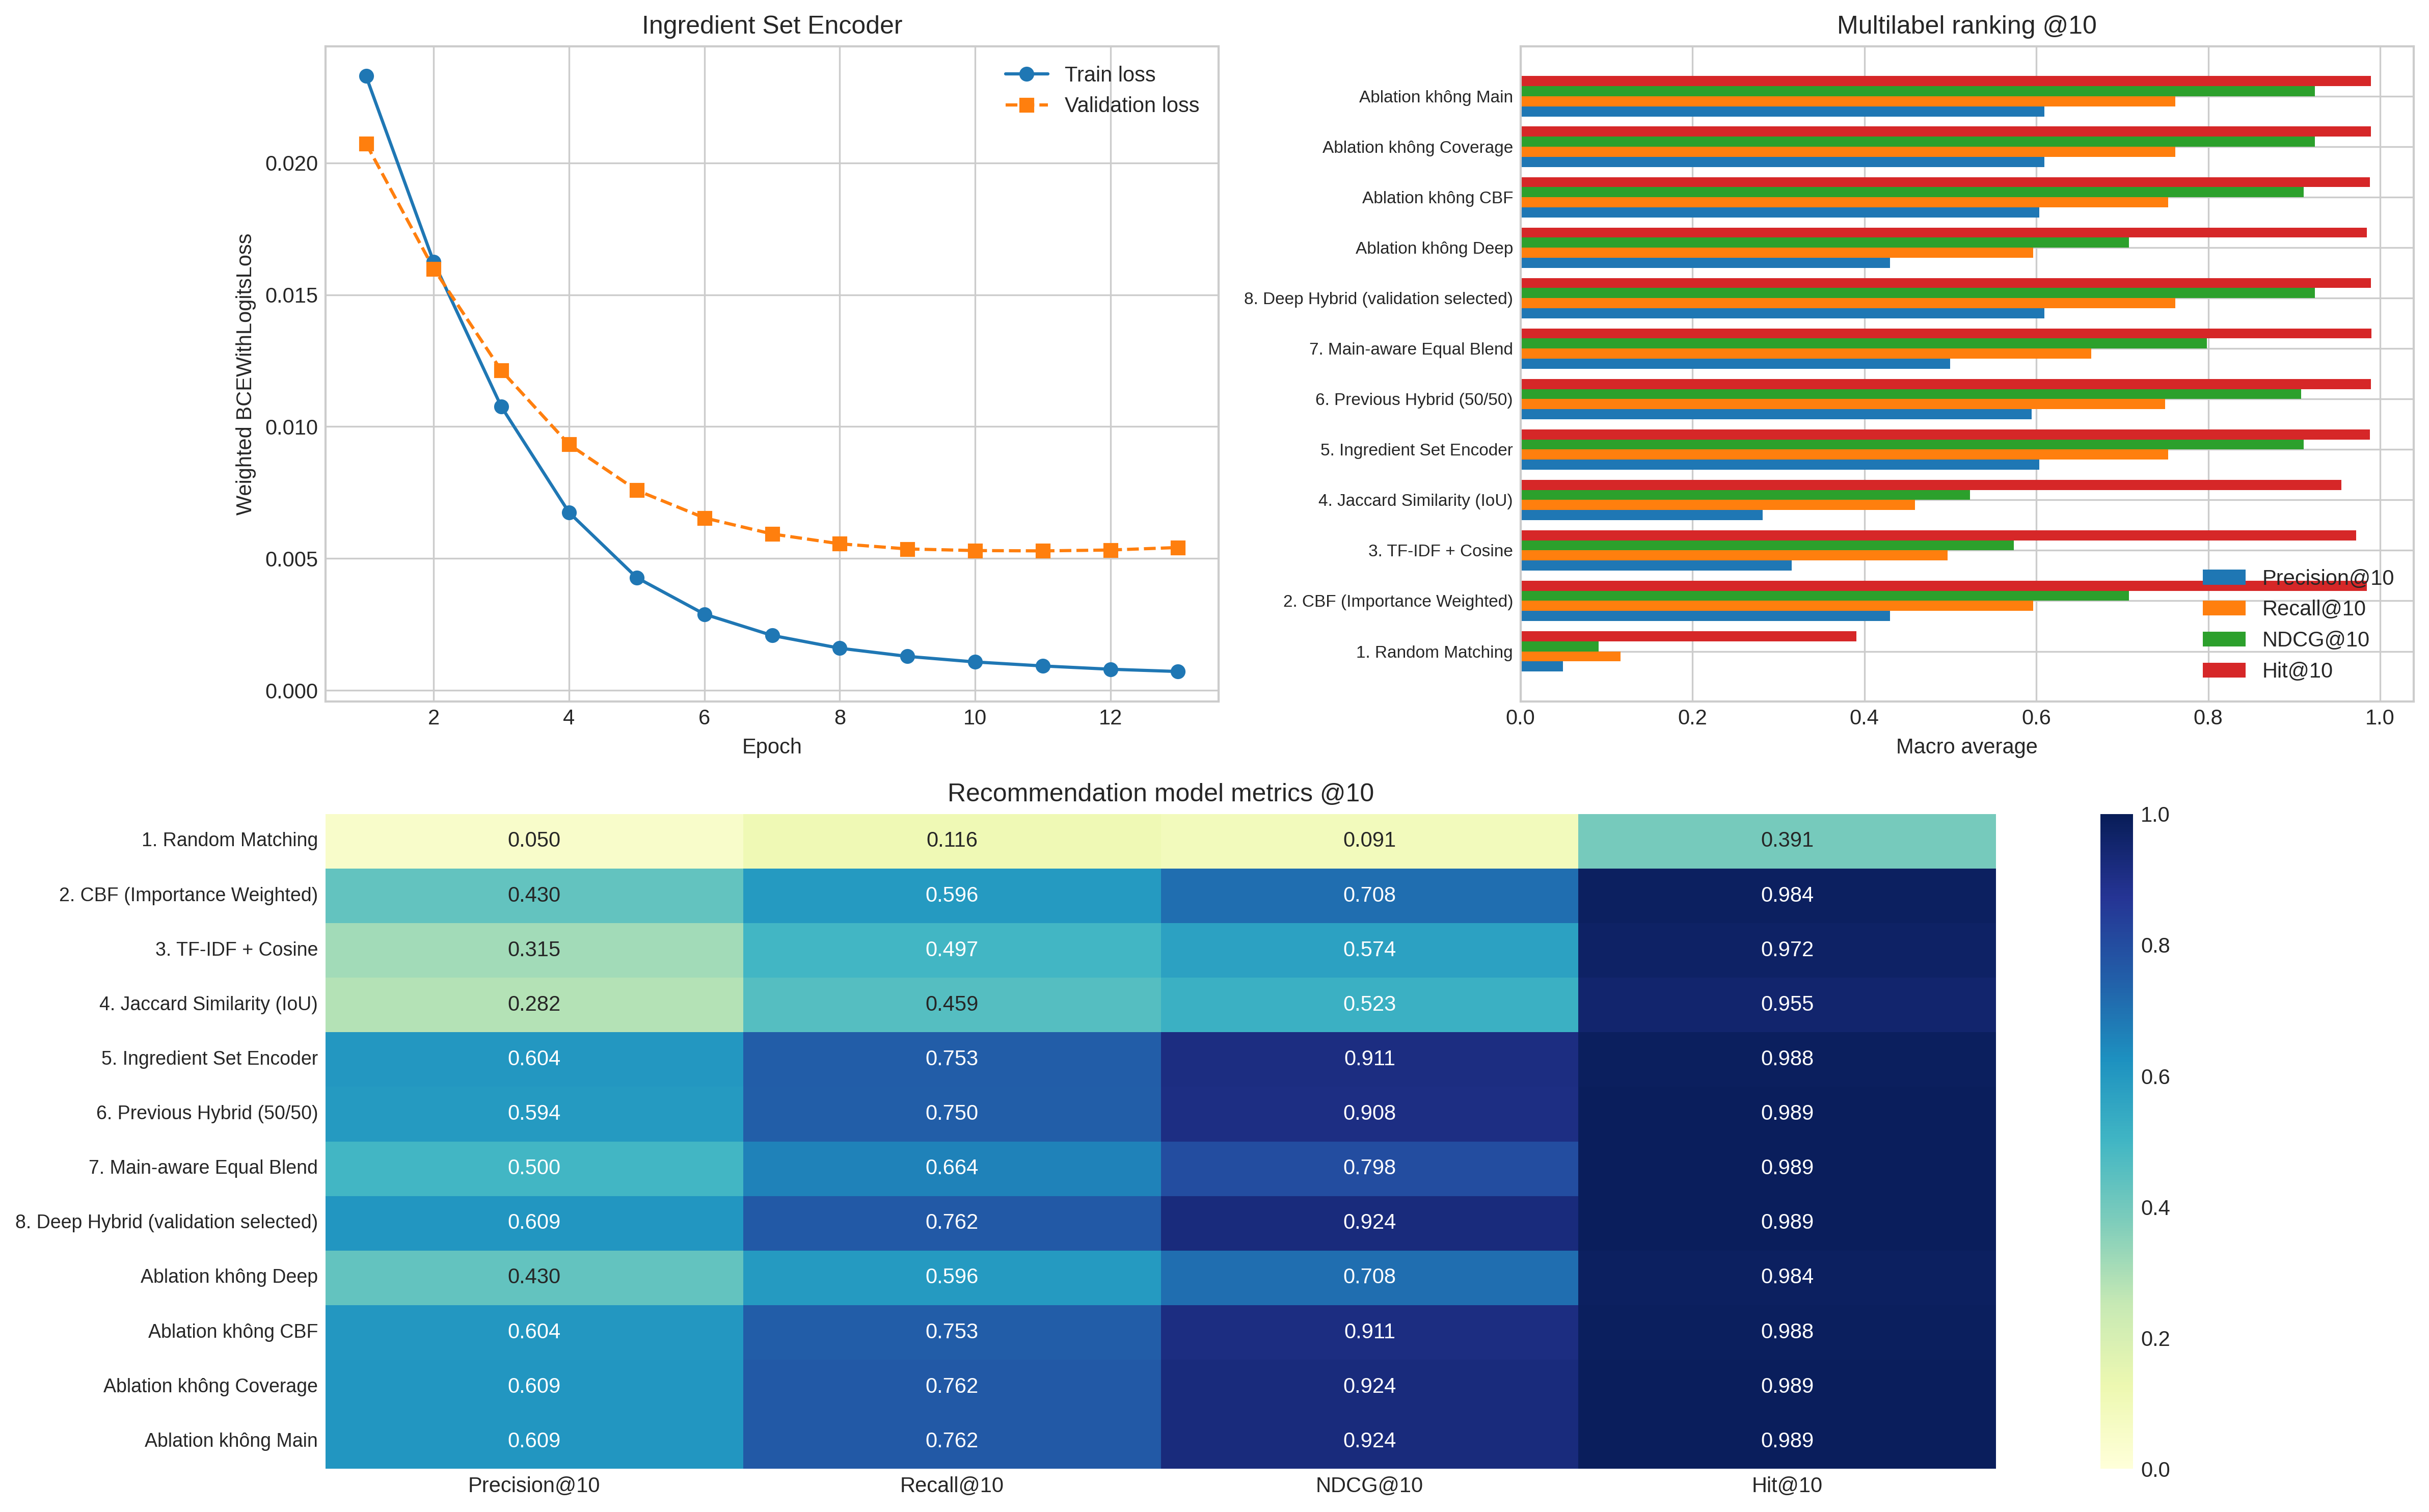 Ingredient Set Encoder
Train loss
Validation loss
Weighted BCEWithLogitsLoss
0.020
0.015
0.010
0.005
0.000
2 4 6 8 10 12
Epoch
Multilabel ranking @10
Ablation không Main
Ablation không Coverage
Ablation không CBF
Ablation không Deep
8. Deep Hybrid (validation selected)
7. Main-aware Equal Blend
6. Previous Hybrid (50/50)
5. Ingredient Set Encoder
4. Jaccard Similarity (IoU)
3. TF-IDF + Cosine
2. CBF (Importance Weighted)
1. Random Matching
Precision@10
Recall@10
NDCG@10
Hit@10
0.0 0.2 0.4 0.6 0.8 1.0
Macro average
Recommendation model metrics @10
1. Random Matching 0.050 0.116 0.091 0.391
2. CBF (Importance Weighted) 0.430 0.596 0.708 0.984
3. TF-IDF + Cosine 0.315 0.497 0.574 0.972
4. Jaccard Similarity (IoU) 0.282 0.459 0.523 0.955
5. Ingredient Set Encoder 0.604 0.753 0.911 0.988
6. Previous Hybrid (50/50) 0.594 0.750 0.908 0.989
7. Main-aware Equal Blend 0.500 0.664 0.798 0.989
8. Deep Hybrid (validation selected) 0.609 0.762 0.924 0.989
Ablation không Deep 0.430 0.596 0.708 0.984
Ablation không CBF 0.604 0.753 0.911 0.988
Ablation không Coverage 0.609 0.762 0.924 0.989
Ablation không Main 0.609 0.762 0.924 0.989
Precision@10 Recall@10 NDCG@10 Hit@10
1.0
0.8
0.6
0.4
0.2
0.0